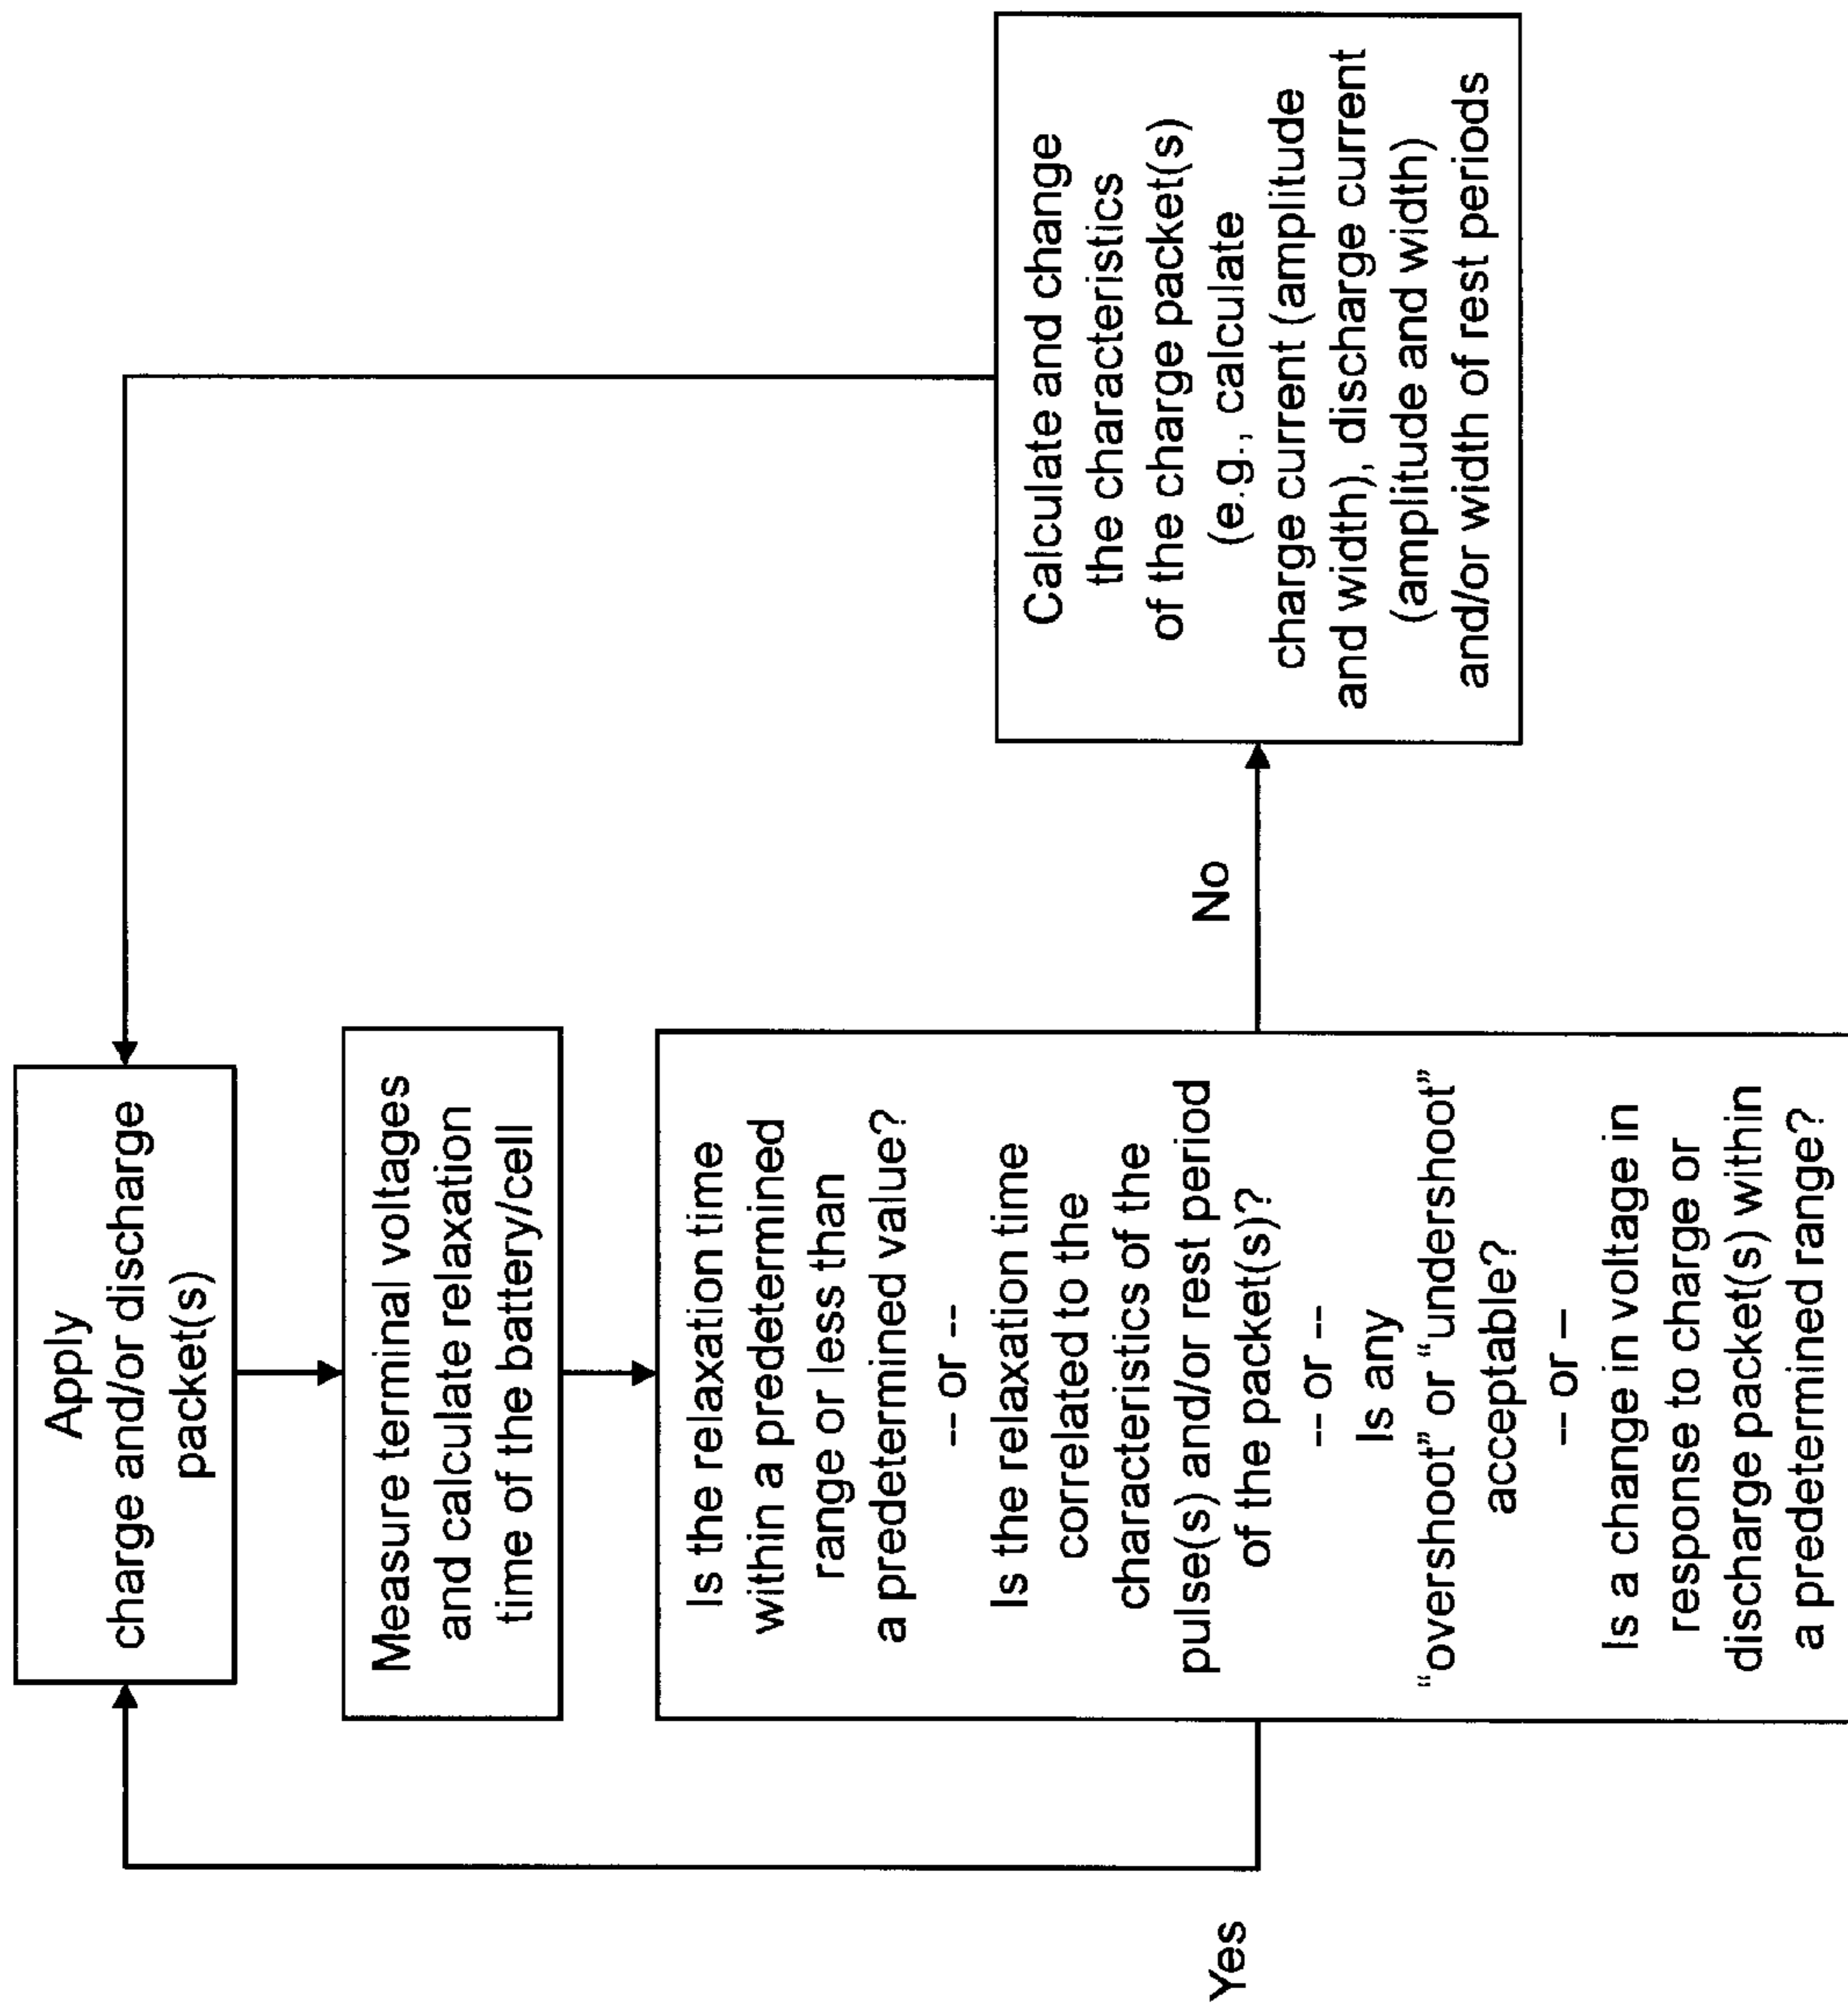 Apply
charge and/or discharge
packet(s)
Measure terminal voltages
and calculate relaxation
time of the battery/cell
Is the relaxation time
within a predetermined
range or less than
a predetermined value?
-- or --
Is the relaxation time
correlated to the
characteristics of the
pulse(s) and/or rest period
of the packet(s)?
-- or --
Is any
“overshoot” or “undershoot”
acceptable?
-- or --
Is a change in voltage in
response to charge or
discharge packet(s) within
a predetermined range?
Yes
No
Calculate and change
the characteristics
of the charge packet(s)
(e.g., calculate
charge current (amplitude
and width), discharge current
(amplitude and width)
and/or width of rest periods